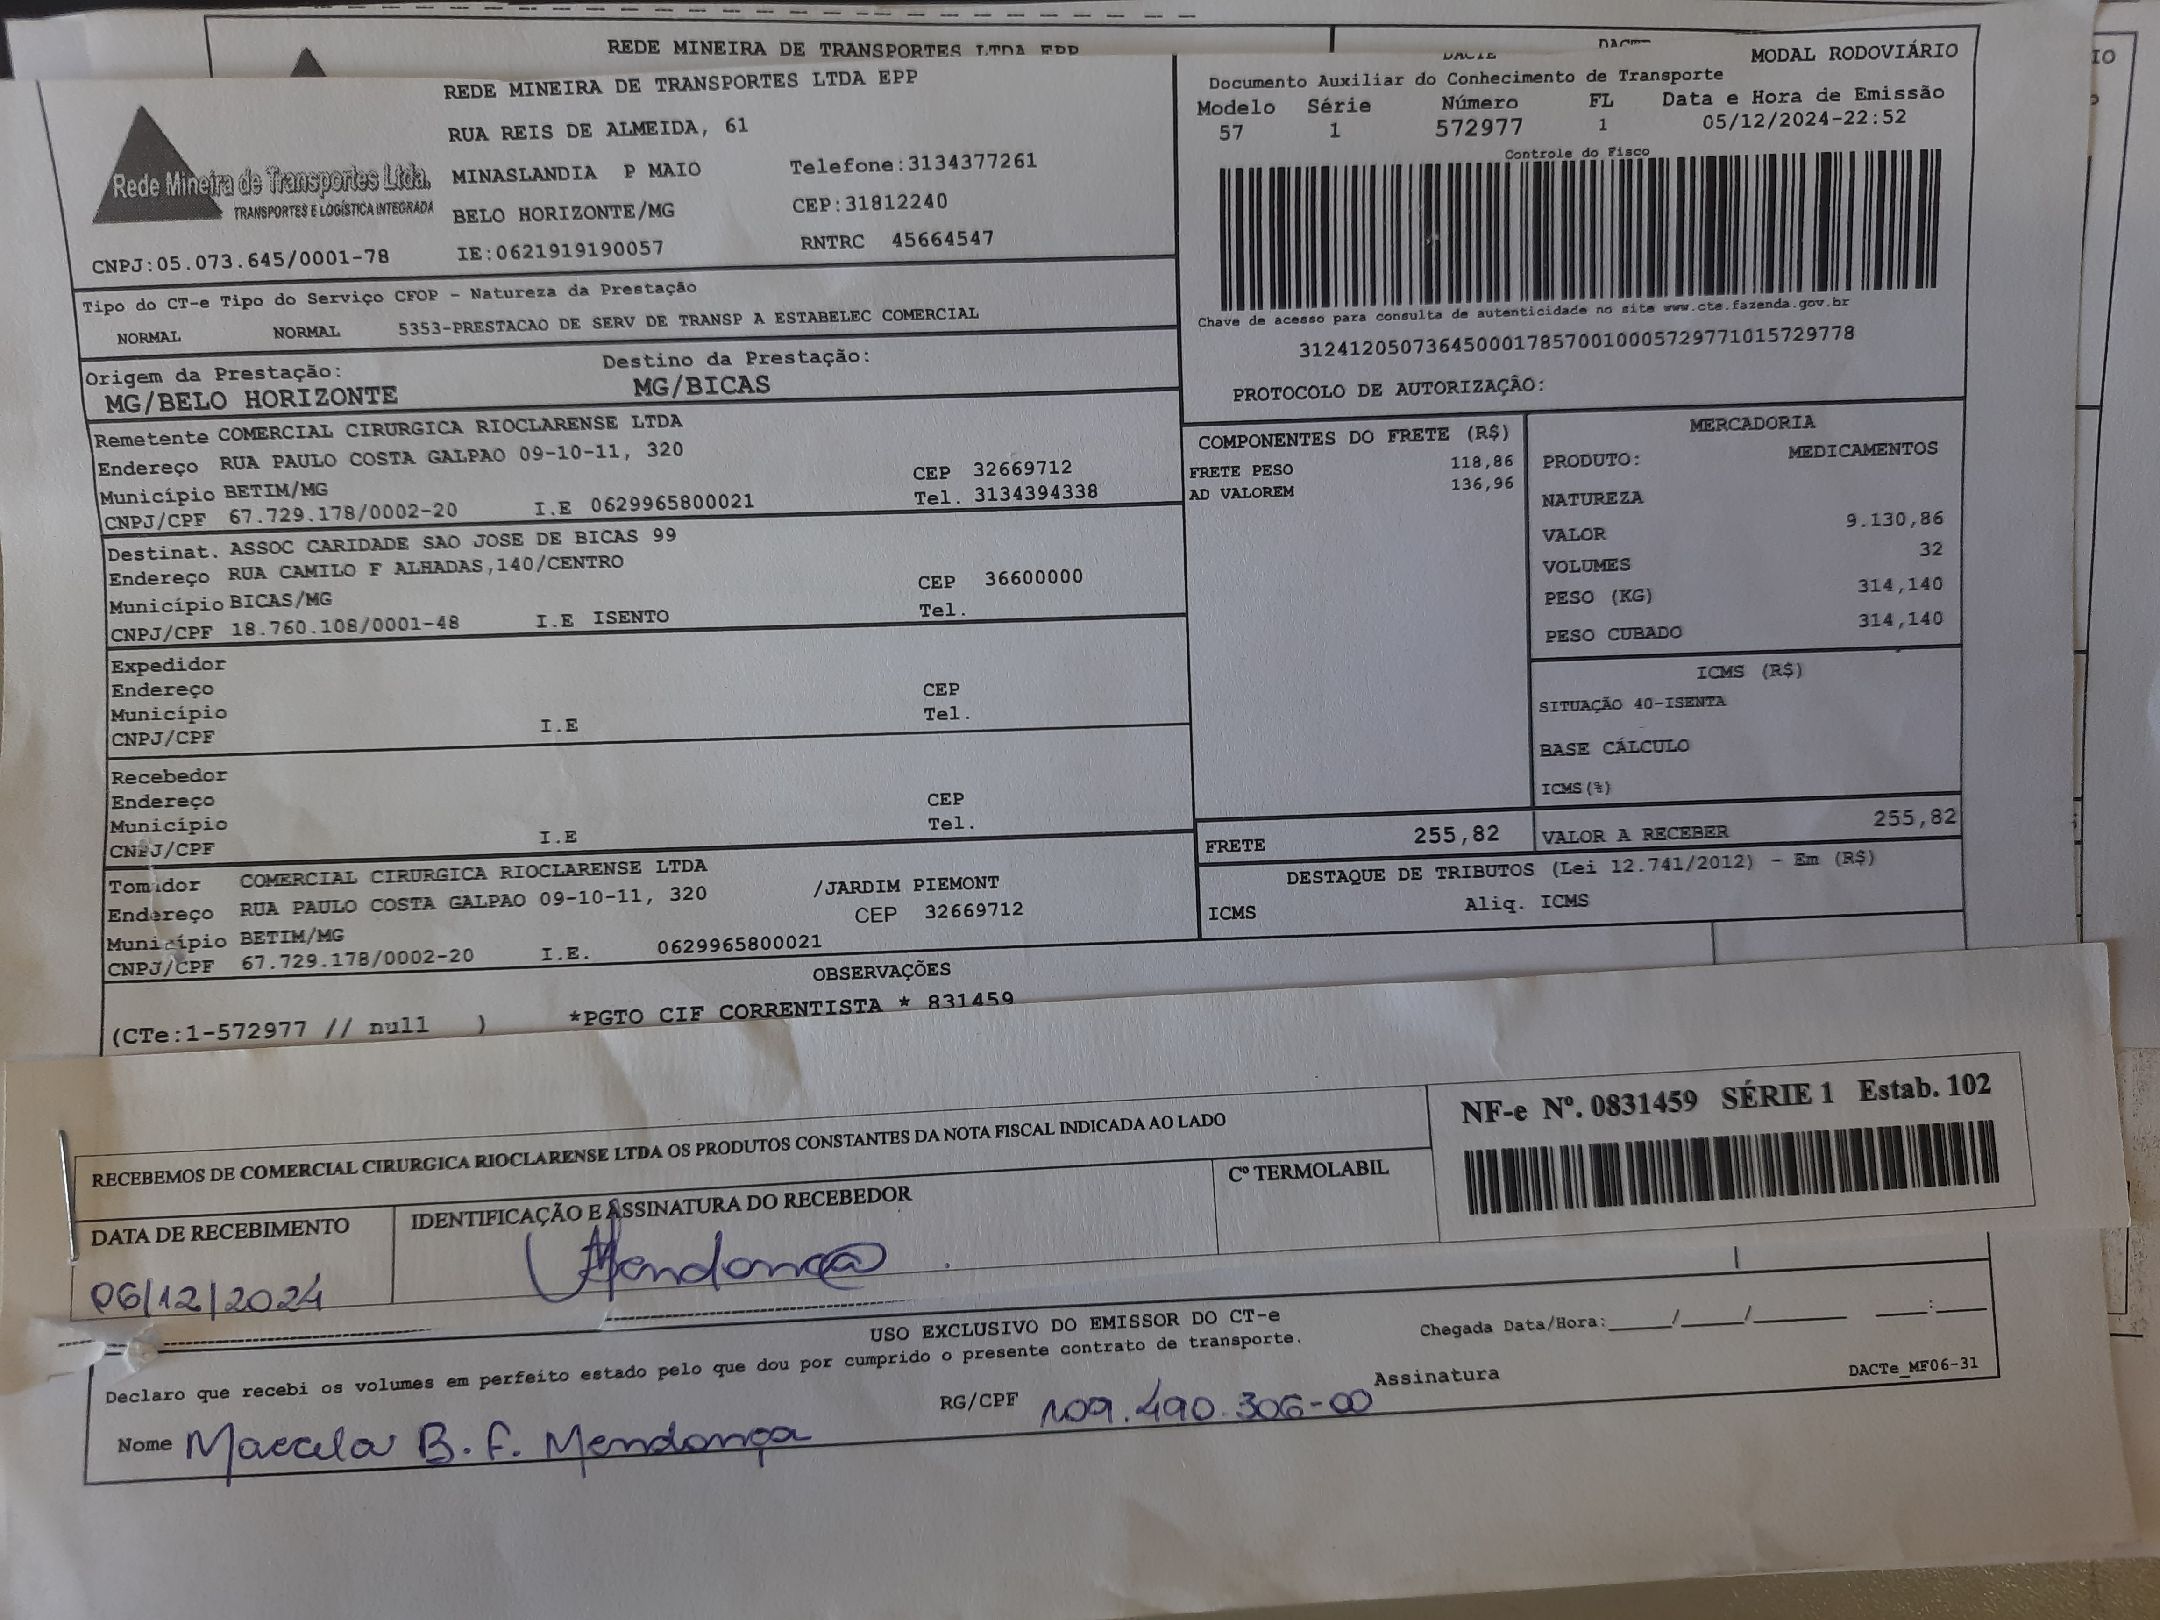 REDE MINEIRA DE TRANSPORTES LTDA EPP
MODAL RODOVIÁRIO
REDE MINEIRA DE TRANSPORTES LTDA EPP
RUA REIS DE ALMEIDA, 61
MINASLANDIA P MAIO Telefone:3134377261
BELO HORIZONTE/MG CEP:31812240
CNPJ:05.073.645/0001-78 IE:0621919190057 RNTRC 45664547
Rede Mineira de Transportes Ltda.
TRANSPORTES E LOGÍSTICA INTEGRADA
DACTE
Documento Auxiliar do Conhecimento de Transporte
Modelo Série Número FL Data e Hora de Emissão
57 1 572977 1 05/12/2024-22:52
Controle do Fisco
Chave de acesso para consulta de autenticidade no site www.cte.fazenda.gov.br
31241205073645000178570010005729771015729778
PROTOCOLO DE AUTORIZAÇÃO:
Tipo do CT-e Tipo do Serviço CFOP - Natureza da Prestação
NORMAL NORMAL 5353-PRESTACAO DE SERV DE TRANSP A ESTABELEC COMERCIAL
Origem da Prestação: Destino da Prestação:
MG/BELO HORIZONTE MG/BICAS
Remetente COMERCIAL CIRURGICA RIOCLARENSE LTDA
Endereço RUA PAULO COSTA GALPAO 09-10-11, 320
Município BETIM/MG CEP 32669712
CNPJ/CPF 67.729.178/0002-20 I.E 0629965800021 Tel. 3134394338
Destinat. ASSOC CARIDADE SAO JOSE DE BICAS 99
Endereço RUA CAMILO F ALHADAS,140/CENTRO
Município BICAS/MG CEP 36600000
CNPJ/CPF 18.760.108/0001-48 I.E ISENTO Tel.
Expedidor
Endereço CEP
Município Tel.
CNPJ/CPF I.E
Recebedor
Endereço CEP
Município Tel.
CNPJ/CPF I.E
Tomador COMERCIAL CIRURGICA RIOCLARENSE LTDA
Endereço RUA PAULO COSTA GALPAO 09-10-11, 320 /JARDIM PIEMONT
Município BETIM/MG CEP 32669712
CNPJ/CPF 67.729.178/0002-20 I.E. 0629965800021
COMPONENTES DO FRETE (R$)
FRETE PESO 118,86
AD VALOREM 136,96
MERCADORIA
PRODUTO: MEDICAMENTOS
NATUREZA
VALOR 9.130,86
VOLUMES 32
PESO (KG) 314,140
PESO CUBADO 314,140
ICMS (R$)
SITUAÇÃO 40-ISENTA
BASE CÁLCULO
ICMS(%)
FRETE 255,82 VALOR A RECEBER 255,82
DESTAQUE DE TRIBUTOS (Lei 12.741/2012) - Em (R$)
ICMS Aliq. ICMS
OBSERVAÇÕES
(CTe:1-572977 // null ) *PGTO CIF CORRENTISTA * 831459
RECEBEMOS DE COMERCIAL CIRURGICA RIOCLARENSE LTDA OS PRODUTOS CONSTANTES DA NOTA FISCAL INDICADA AO LADO
NF-e Nº. 0831459 SÉRIE 1 Estab. 102
DATA DE RECEBIMENTO IDENTIFICAÇÃO E ASSINATURA DO RECEBEDOR Cº TERMOLABIL
06/12/2024 Mendonça
USO EXCLUSIVO DO EMISSOR DO CT-e
Declaro que recebi os volumes em perfeito estado pelo que dou por cumprido o presente contrato de transporte.
Chegada Data/Hora:____/____/______ ___:___
Nome Marcela B. F. Mendonça RG/CPF 109.490.306-00 Assinatura
DACTe_MF06-31